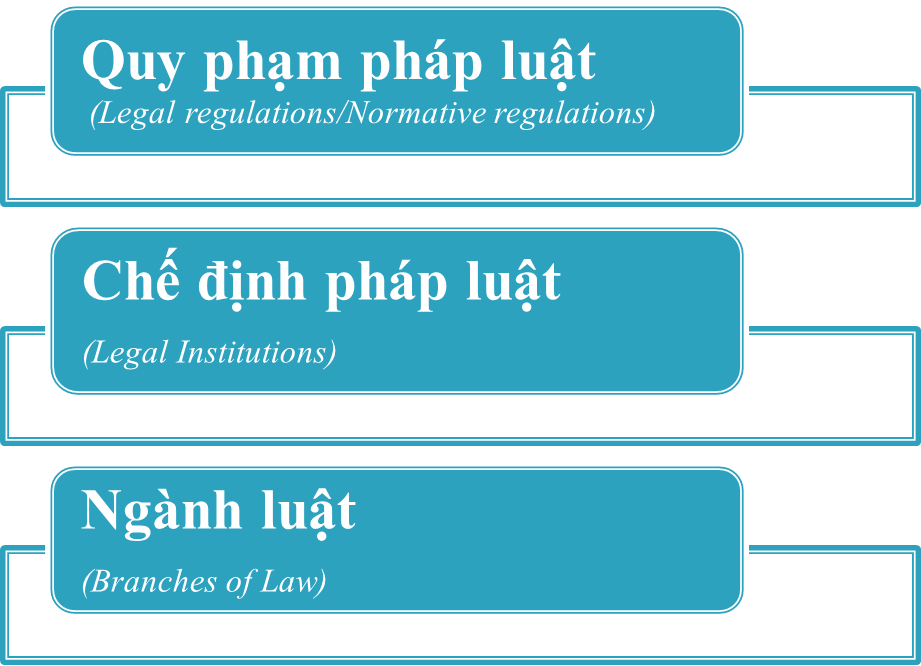 Quy phạm pháp luật
(Legal regulations/Normative regulations)
Chế định pháp luật
(Legal Institutions)
Ngành luật
(Branches of Law)